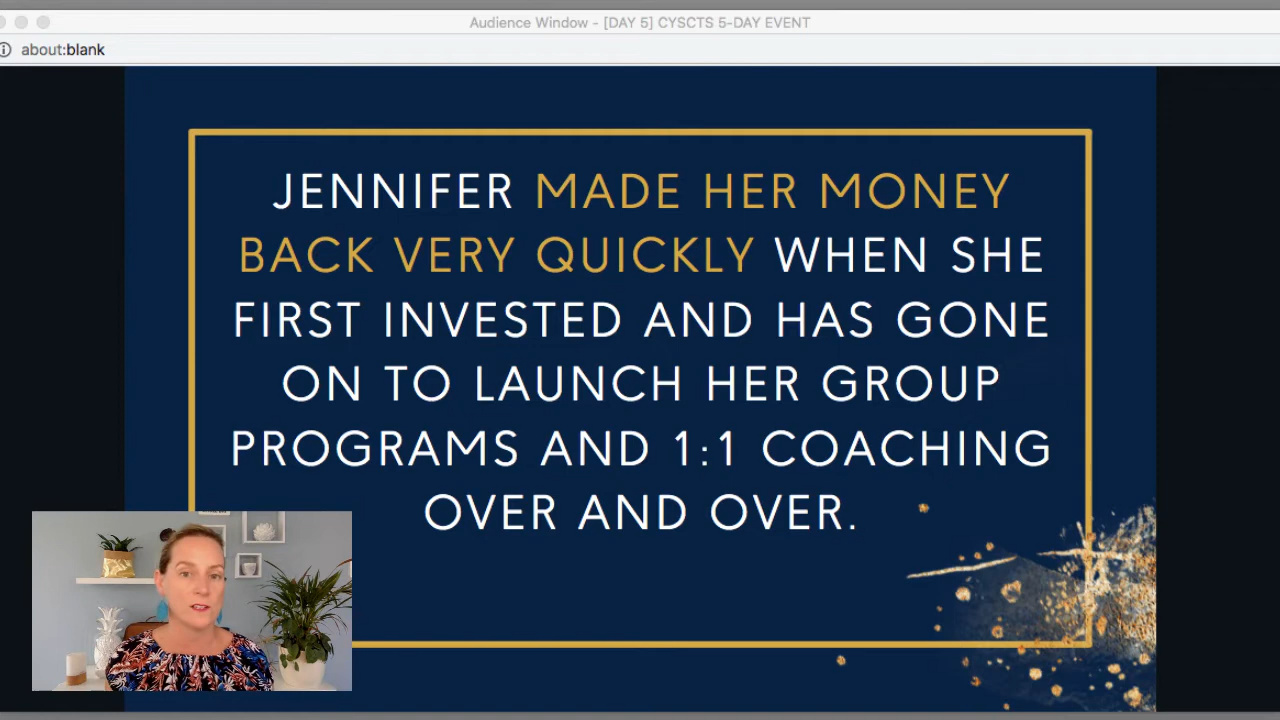 Audience Window - [DAY 5] CYSCTS 5-DAY EVENT
about:blank
JENNIFER MADE HER MONEY
BACK VERY QUICKLY WHEN SHE
FIRST INVESTED AND HAS GONE
ON TO LAUNCH HER GROUP
PROGRAMS AND 1:1 COACHING
OVER AND OVER.